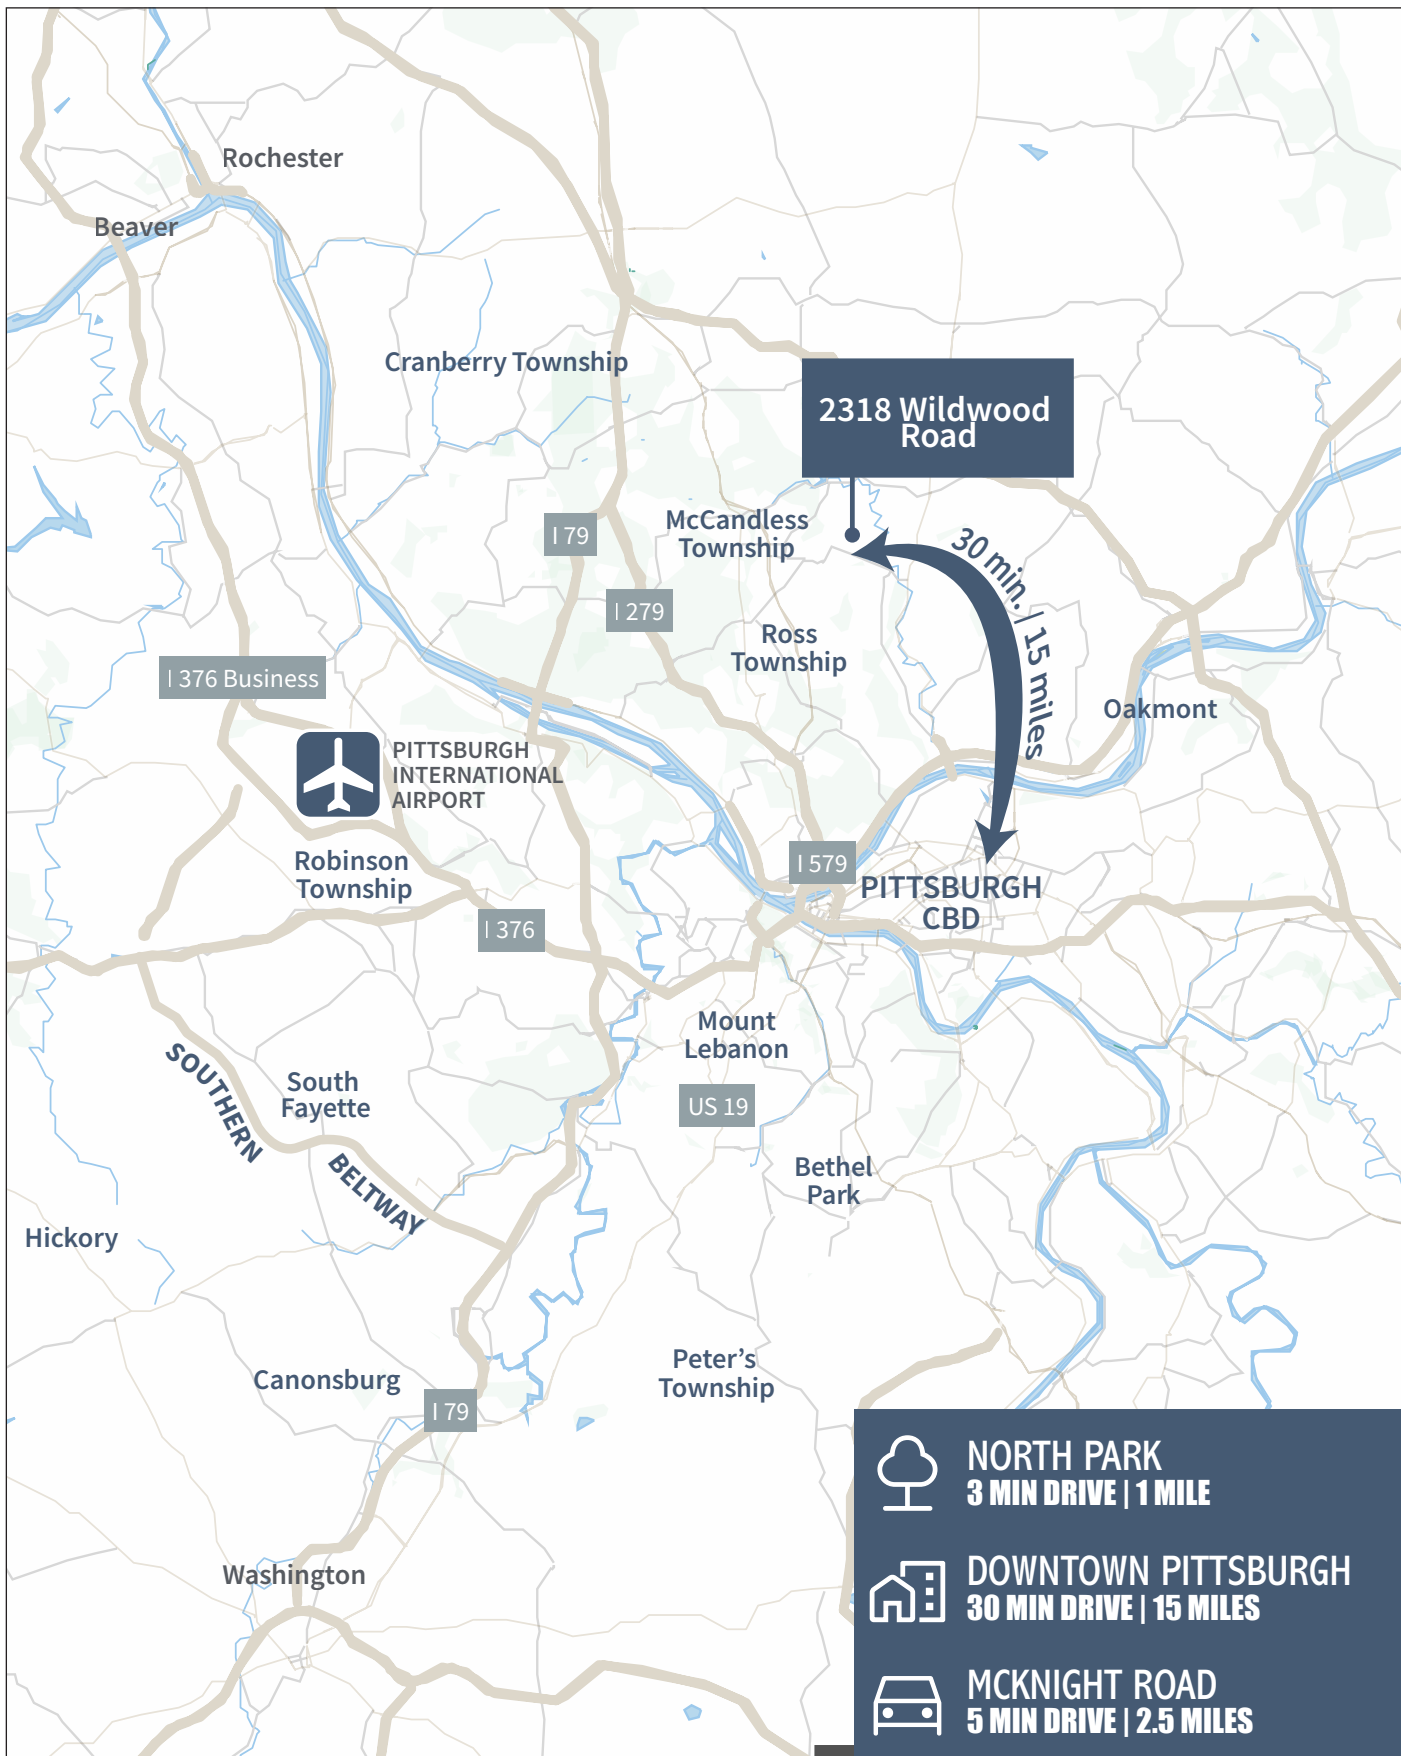 Rochester
Beaver
Cranberry Township
2318 Wildwood
Road
McCandless
Township
I 79
30 min. | 15 miles
I 279
Ross
Township
I 376 Business
Oakmont
PITTSBURGH
INTERNATIONAL
AIRPORT
Robinson
Township
I 579
PITTSBURGH
CBD
I 376
Mount
Lebanon
SOUTHERN
BELTWAY
South
Fayette
US 19
Bethel
Park
Hickory
Peter’s
Township
Canonsburg
I 79
Washington
NORTH PARK
3 MIN DRIVE | 1 MILE
DOWNTOWN PITTSBURGH
30 MIN DRIVE | 15 MILES
MCKNIGHT ROAD
5 MIN DRIVE | 2.5 MILES